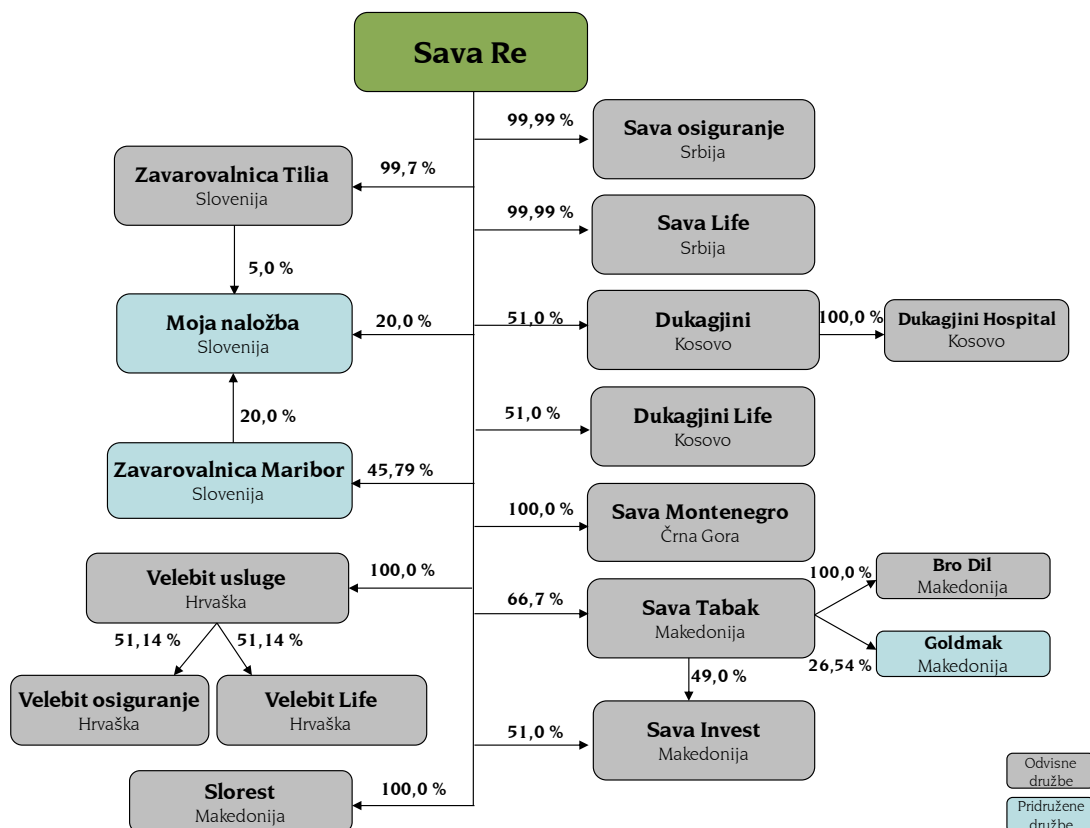 Sava Re
99,99 %
Sava osiguranje
Srbija
Zavarovalnica Tilia
Slovenija
99,7 %
99,99 %
Sava Life
Srbija
5,0 %
Moja naložba
Slovenija
20,0 %
51,0 %
Dukagjini
Kosovo
100,0 %
Dukagjini Hospital
Kosovo
20,0 %
51,0 %
Dukagjini Life
Kosovo
Zavarovalnica Maribor
Slovenija
45,79 %
100,0 %
Sava Montenegro
Črna Gora
Velebit usluge
Hrvaška
100,0 %
66,7 %
Sava Tabak
Makedonija
100,0 %
Bro Dil
Makedonija
26,54 %
Goldmak
Makedonija
51,14 %
51,14 %
Velebit osiguranje
Hrvaška
Velebit Life
Hrvaška
49,0 %
51,0 %
Sava Invest
Makedonija
Slorest
Makedonija
100,0 %
Odvisne
družbe
Pridružene
družbe